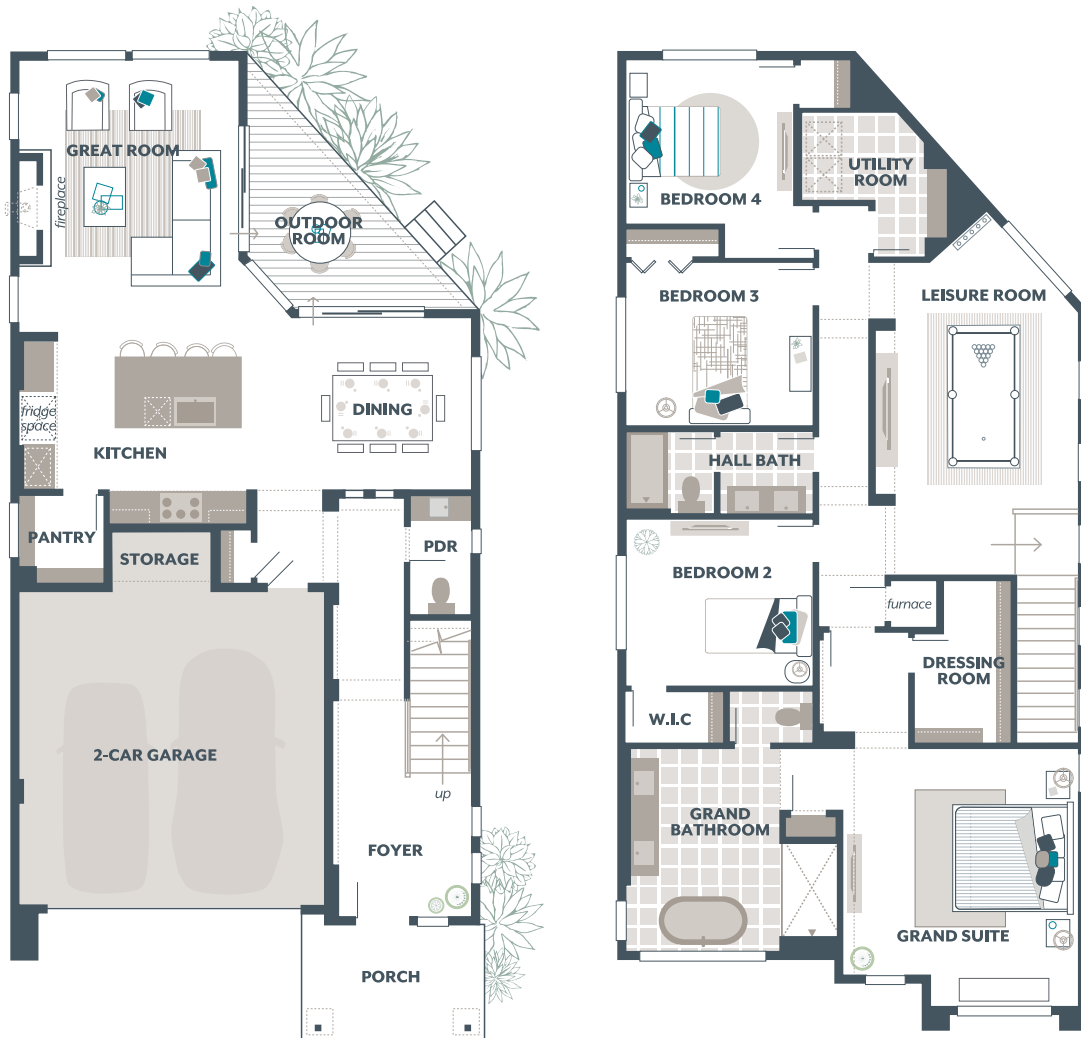 GREAT ROOM
fireplace
OUTDOOR
ROOM
fridge
space
DINING
KITCHEN
PANTRY
STORAGE
PDR
2-CAR GARAGE
up
FOYER
PORCH
BEDROOM 4
UTILITY
ROOM
BEDROOM 3
LEISURE ROOM
HALL BATH
BEDROOM 2
furnace
DRESSING
ROOM
W.I.C
GRAND
BATHROOM
GRAND SUITE